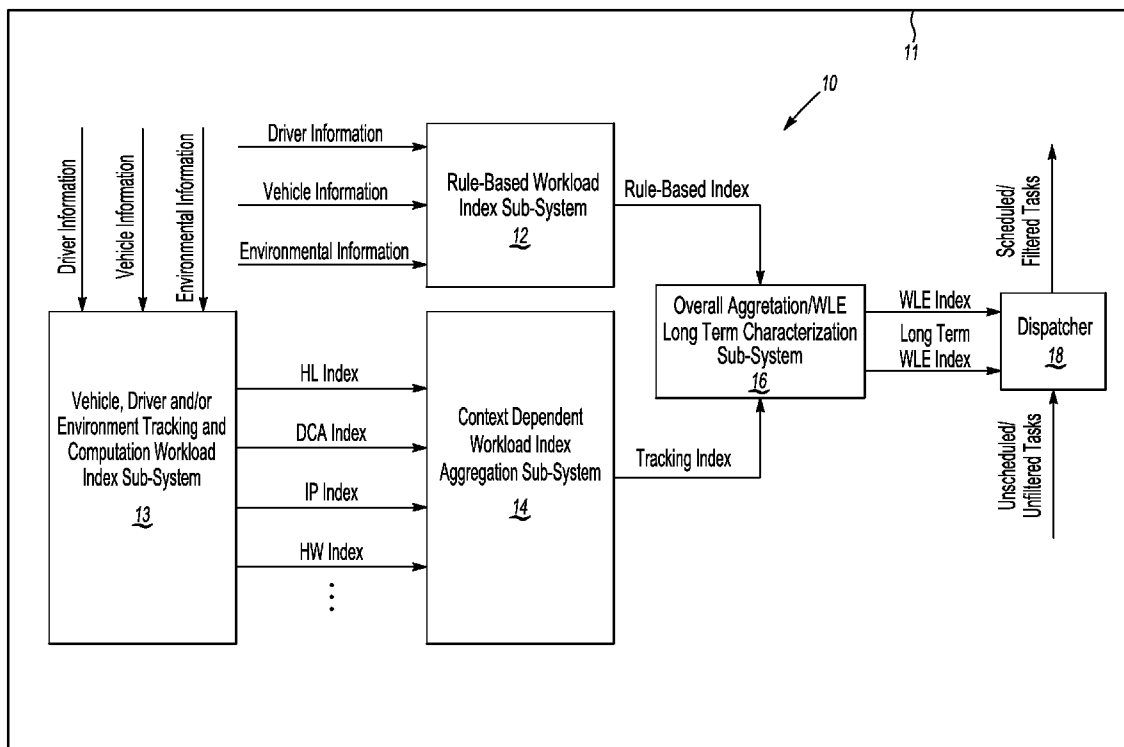 11
10
Driver Information
Vehicle Information
Environmental Information
Driver Information
Vehicle Information
Environmental Information
Rule-Based Workload
Index Sub-System
12
Rule-Based Index
Scheduled/
Filtered Tasks
Vehicle, Driver and/or
Environment Tracking and
Computation Workload
Index Sub-System
13
HL Index
DCA Index
IP Index
HW Index
Context Dependent
Workload Index
Aggregation Sub-System
14
Tracking Index
Overall Aggretation/WLE
Long Term Characterization
Sub-System
16
WLE Index
Long Term
WLE Index
Dispatcher
18
Unscheduled/
Unfiltered Tasks